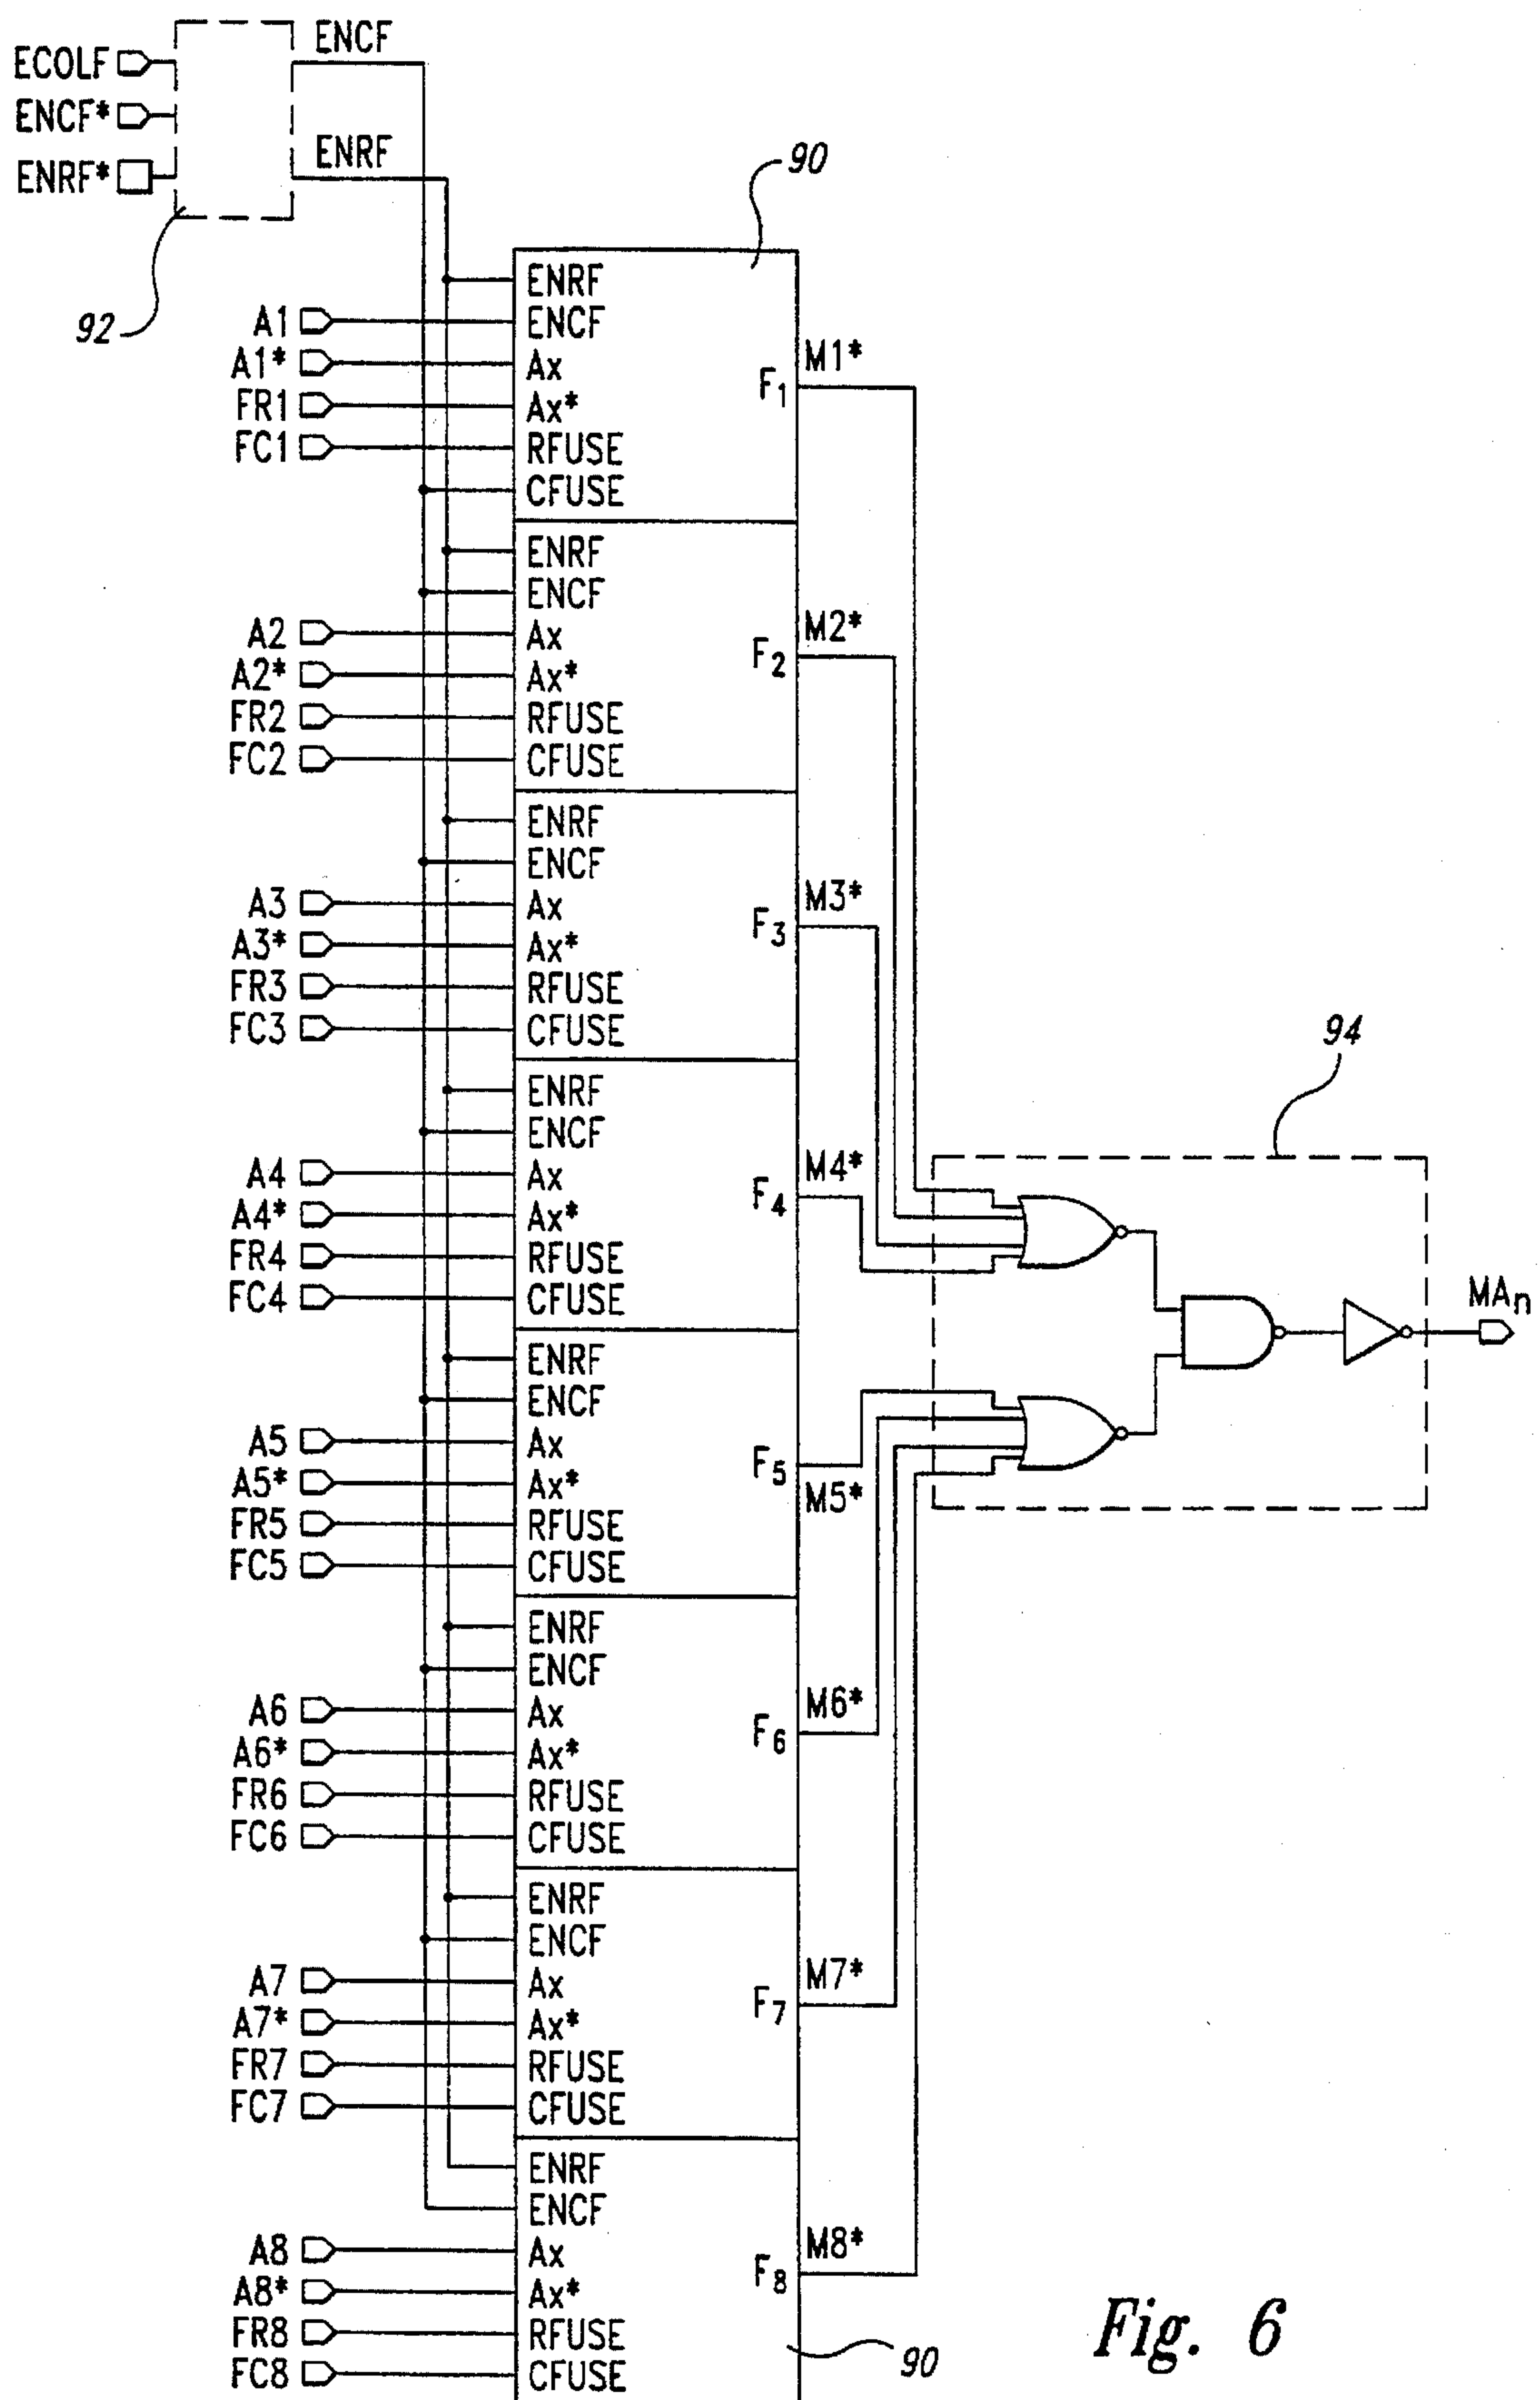 ECOLF
ENCF*
ENRF*
ENCF
ENRF
92
90
A1
A1*
FR1
FC1
ENRF
ENCF
Ax
Ax*
RFUSE
CFUSE
F1
M1*
A2
A2*
FR2
FC2
ENRF
ENCF
Ax
Ax*
RFUSE
CFUSE
F2
M2*
A3
A3*
FR3
FC3
ENRF
ENCF
Ax
Ax*
RFUSE
CFUSE
F3
M3*
A4
A4*
FR4
FC4
ENRF
ENCF
Ax
Ax*
RFUSE
CFUSE
F4
M4*
94
MAn
A5
A5*
FR5
FC5
ENRF
ENCF
Ax
Ax*
RFUSE
CFUSE
F5
M5*
A6
A6*
FR6
FC6
ENRF
ENCF
Ax
Ax*
RFUSE
CFUSE
F6
M6*
A7
A7*
FR7
FC7
ENRF
ENCF
Ax
Ax*
RFUSE
CFUSE
F7
M7*
A8
A8*
FR8
FC8
ENRF
ENCF
Ax
Ax*
RFUSE
CFUSE
F8
M8*
90
Fig. 6